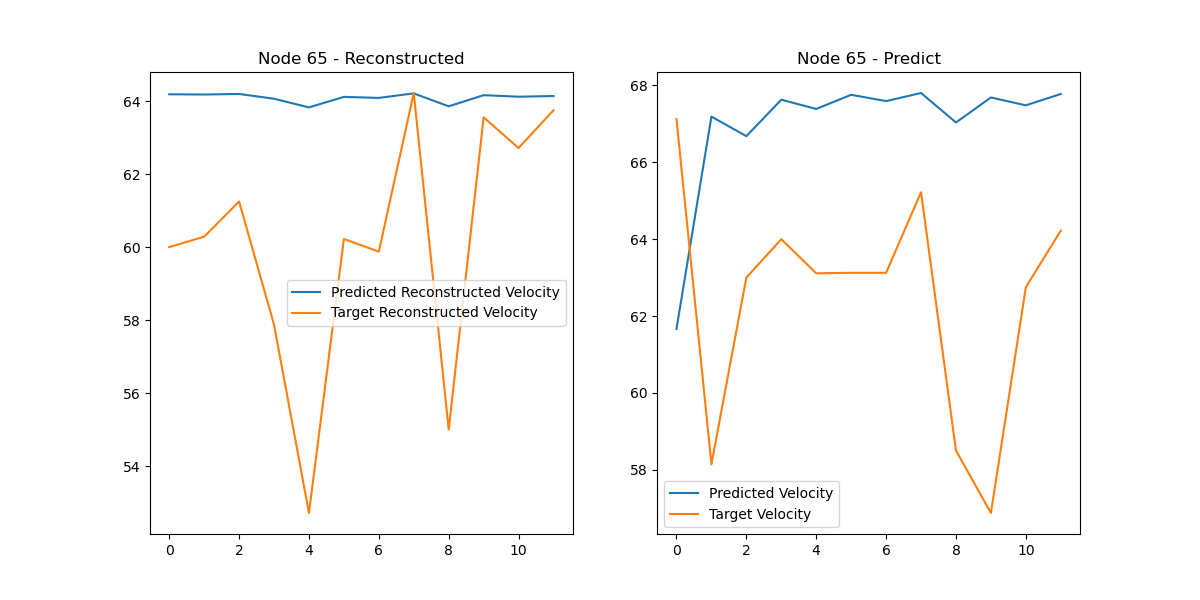 Node 65 - Reconstructed
64
62
60
58
56
54
0 2 4 6 8 10
Predicted Reconstructed Velocity
Target Reconstructed Velocity
Node 65 - Predict
68
66
64
62
60
58
0 2 4 6 8 10
Predicted Velocity
Target Velocity